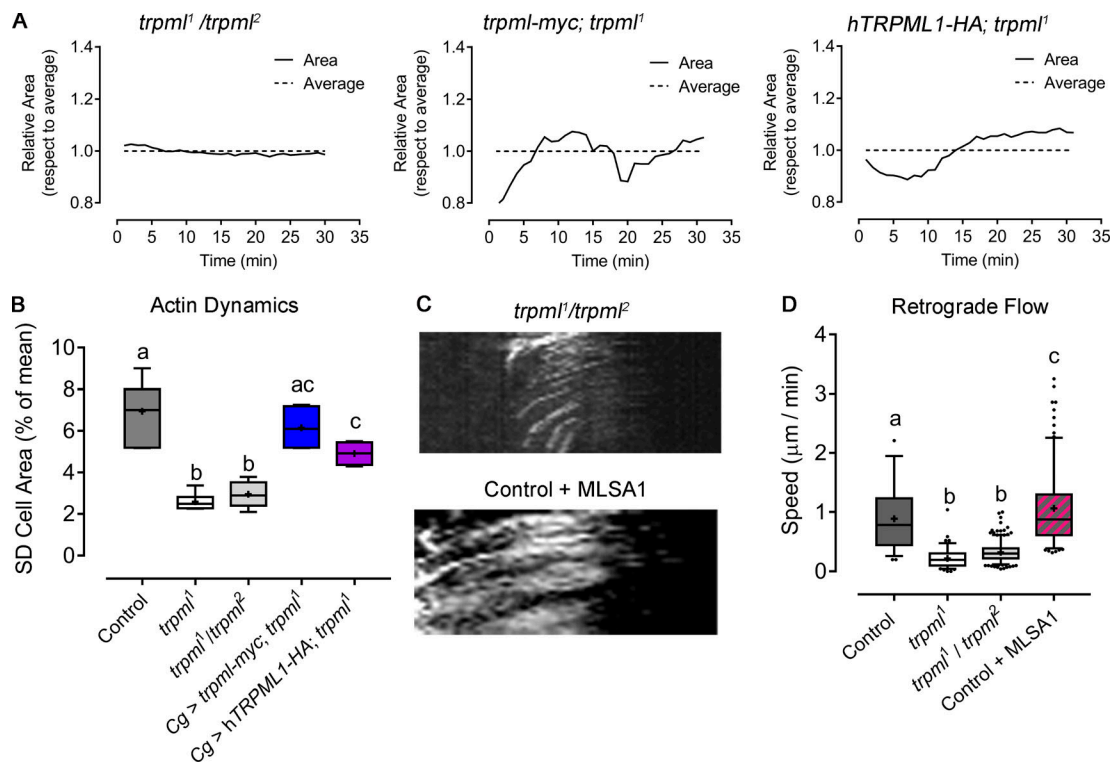 A
trpml¹ /trpml²
Relative Area
(respect to average)
1.4
1.2
1.0
0.8
Area
Average
0 5 10 15 20 25 30 35
Time (min)
trpml-myc; trpml¹
Relative Area
(respect to average)
1.4
1.2
1.0
0.8
Area
Average
0 5 10 15 20 25 30 35
Time (min)
hTRPML1-HA; trpml¹
Relative Area
(respect to average)
1.4
1.2
1.0
0.8
Area
Average
0 5 10 15 20 25 30 35
Time (min)
B
Actin Dynamics
SD Cell Area (% of mean)
10
8
6
4
2
0
a
b
b
ac
c
Control
trpml¹
trpml¹/trpml²
Cg > trpml-myc; trpml¹
Cg > hTRPML1-HA; trpml¹
C
trpml¹/trpml²
Control + MLSA1
D
Retrograde Flow
Speed (µm / min)
4
3
2
1
0
a
b
b
c
Control
trpml¹
trpml¹ / trpml²
Control + MLSA1